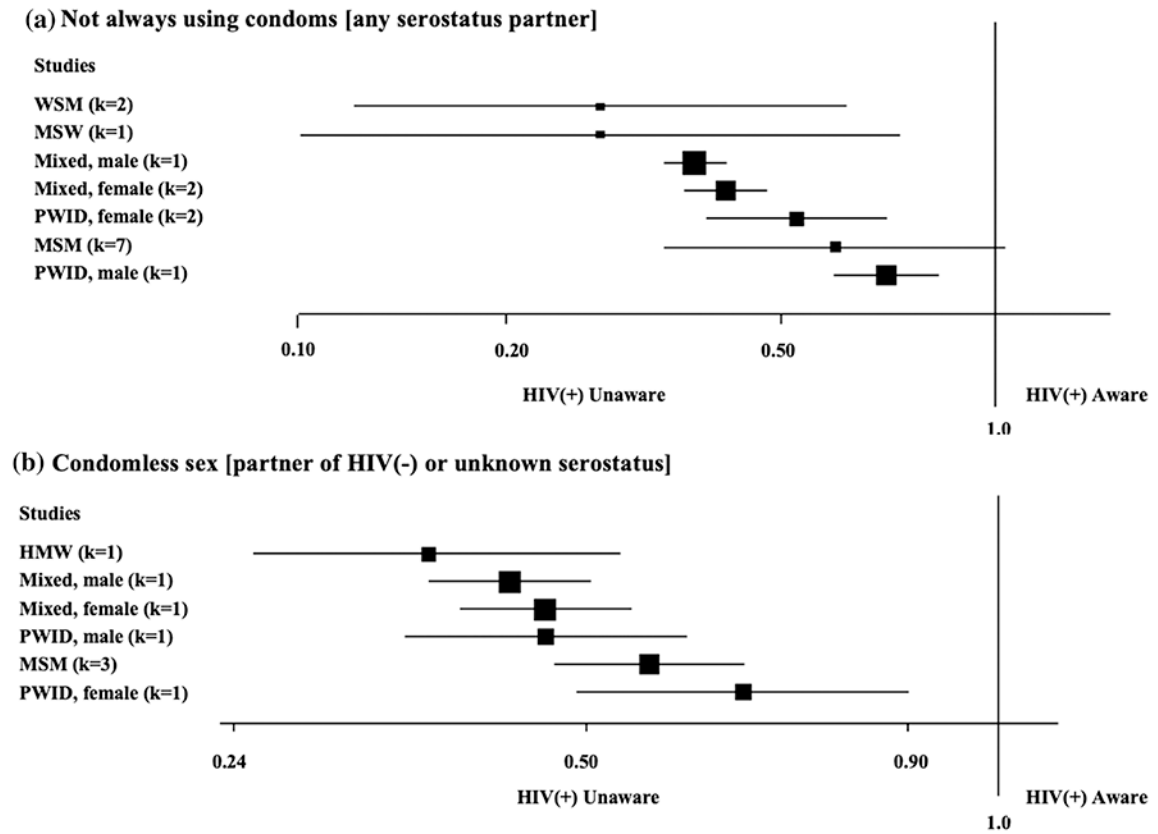 (a) Not always using condoms [any serostatus partner]
Studies
WSM (k=2)
MSW (k=1)
Mixed, male (k=1)
Mixed, female (k=2)
PWID, female (k=2)
MSM (k=7)
PWID, male (k=1)
0.10 0.20 0.50
HIV(+) Unaware HIV(+) Aware
1.0
(b) Condomless sex [partner of HIV(-) or unknown serostatus]
Studies
HMW (k=1)
Mixed, male (k=1)
Mixed, female (k=1)
PWID, male (k=1)
MSM (k=3)
PWID, female (k=1)
0.24 0.50 0.90
HIV(+) Unaware HIV(+) Aware
1.0